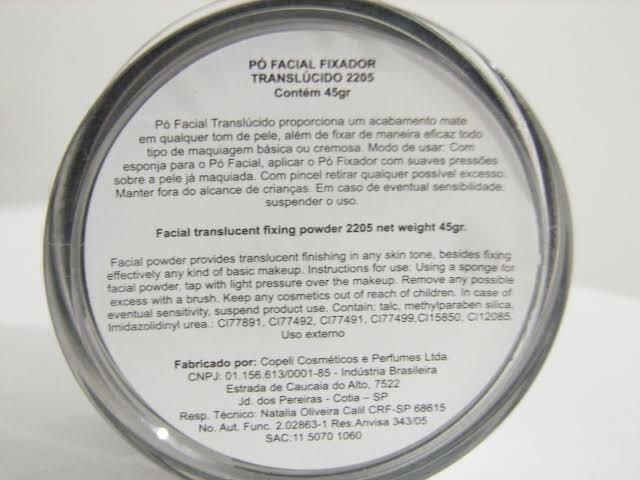 PÓ FACIAL FIXADOR
TRANSLÚCIDO 2205
Contém 45gr
Pó Facial Translúcido proporciona um acabamento mate
em qualquer tom de pele, além de fixar de maneira eficaz todo
tipo de maquiagem básica ou cremosa. Modo de usar: Com
esponja para o Pó Facial, aplicar o Pó Fixador com suaves pressões
sobre a pele já maquiada. Com pincel retirar qualquer possível excesso.
Manter fora do alcance de crianças. Em caso de eventual sensibilidade,
suspender o uso.
Facial translucent fixing powder 2205 net weight 45gr.
Facial powder provides translucent finishing in any skin tone, besides fixing
effectively any kind of basic makeup. Instructions for use: Using a sponge for
facial powder, tap with light pressure over the makeup. Remove any possible
excess with a brush. Keep any cosmetics out of reach of children. In case of
eventual sensitivity, suspend product use. Contain: talc, methylparaben silica,
Imidazolidinyl urea.: CI77891, CI77492, CI77491, CI77499,CI15850, CI12085.
Uso externo
Fabricado por: Copeli Cosméticos e Perfumes Ltda
CNPJ: 01.156.613/0001-85 - Indústria Brasileira
Estrada de Caucaia do Alto, 7522
Jd. dos Pereiras - Cotia – SP
Resp. Técnico: Natalia Oliveira Calil CRF-SP 68615
No. Aut. Func. 2.02863-1 Res.Anvisa 343/05
SAC:11 5070 1060